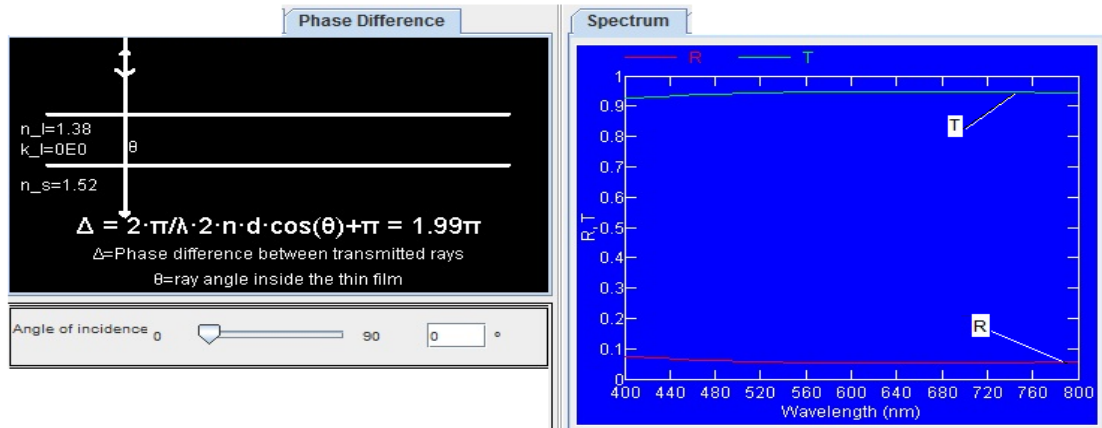 Phase Difference
n_l=1.38
k_l=0E0
θ
n_s=1.52
Δ = 2·π/λ·2·n·d·cos(θ)+π = 1.99π
Δ=Phase difference between transmitted rays
θ=ray angle inside the thin film
Angle of incidence 0 90 0 °
Spectrum
R T
1
0.9
0.8
0.7
0.6
0.5
0.4
0.3
0.2
0.1
0
R, T
T
R
400 440 480 520 560 600 640 680 720 760 800
Wavelength (nm)